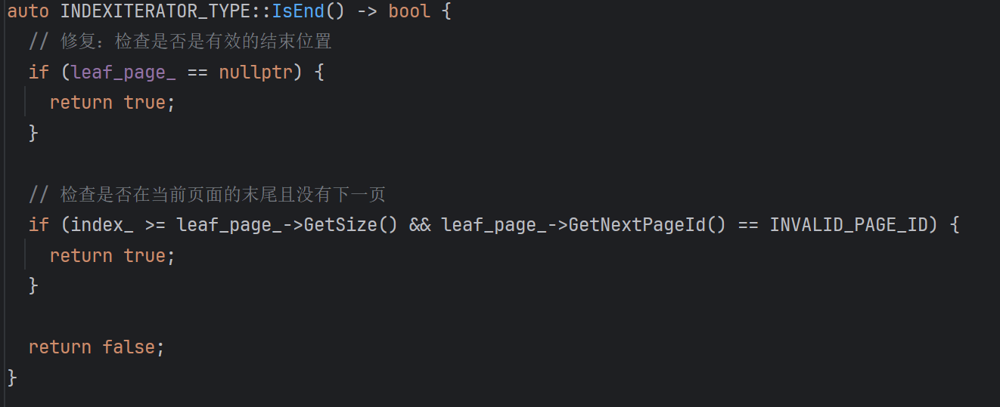 auto INDEXITERATOR_TYPE::IsEnd() -> bool {
  // 修复：检查是否是有效的结束位置
  if (leaf_page_ == nullptr) {
    return true;
  }

  // 检查是否在当前页面的末尾且没有下一页
  if (index_ >= leaf_page_->GetSize() && leaf_page_->GetNextPageId() == INVALID_PAGE_ID) {
    return true;
  }

  return false;
}